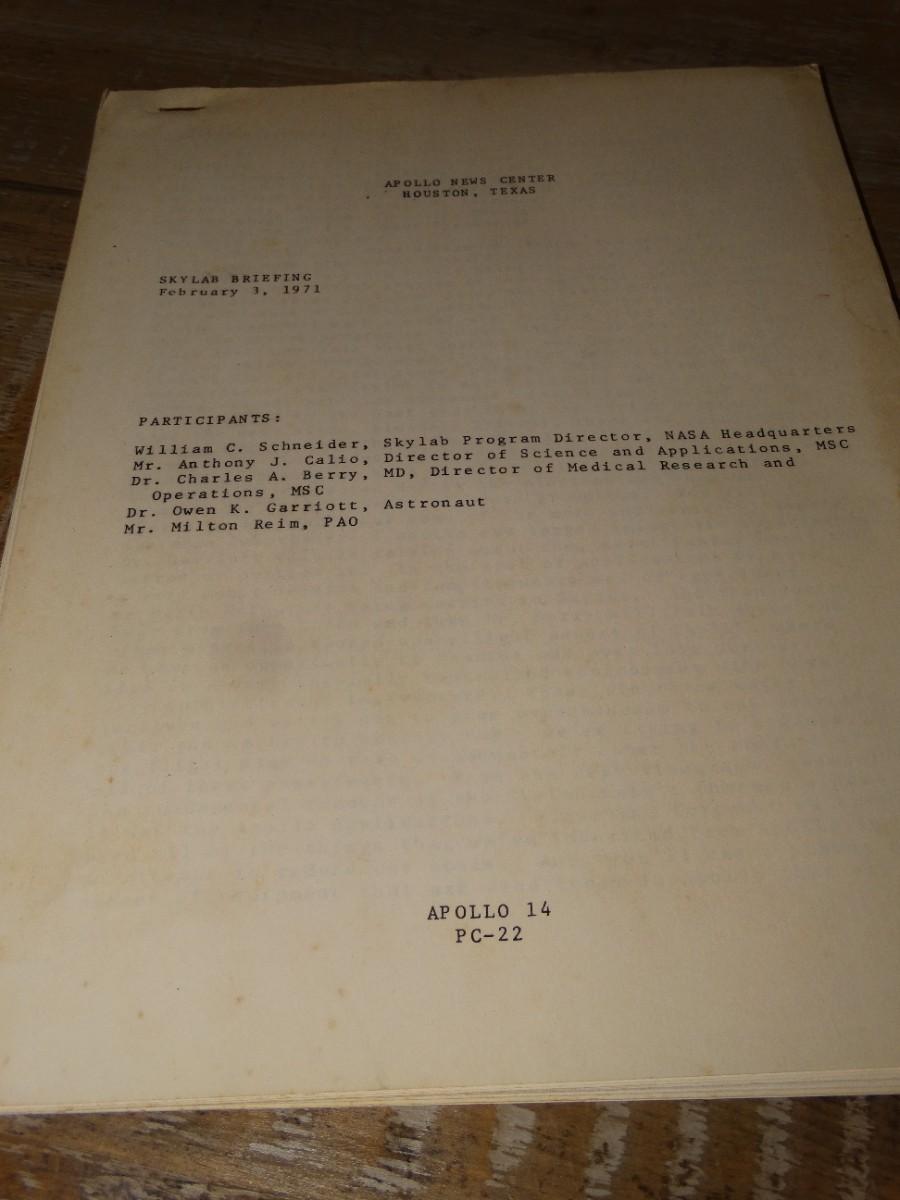 APOLLO NEWS CENTER
HOUSTON, TEXAS
SKYLAB BRIEFING
February 3, 1971
PARTICIPANTS:
William C. Schneider, Skylab Program Director, NASA Headquarters
Mr. Anthony J. Calio, Director of Science and Applications, MSC
Dr. Charles A. Berry, MD, Director of Medical Research and
Operations, MSC
Dr. Owen K. Garriott, Astronaut
Mr. Milton Reim, PAO
APOLLO 14
PC-22